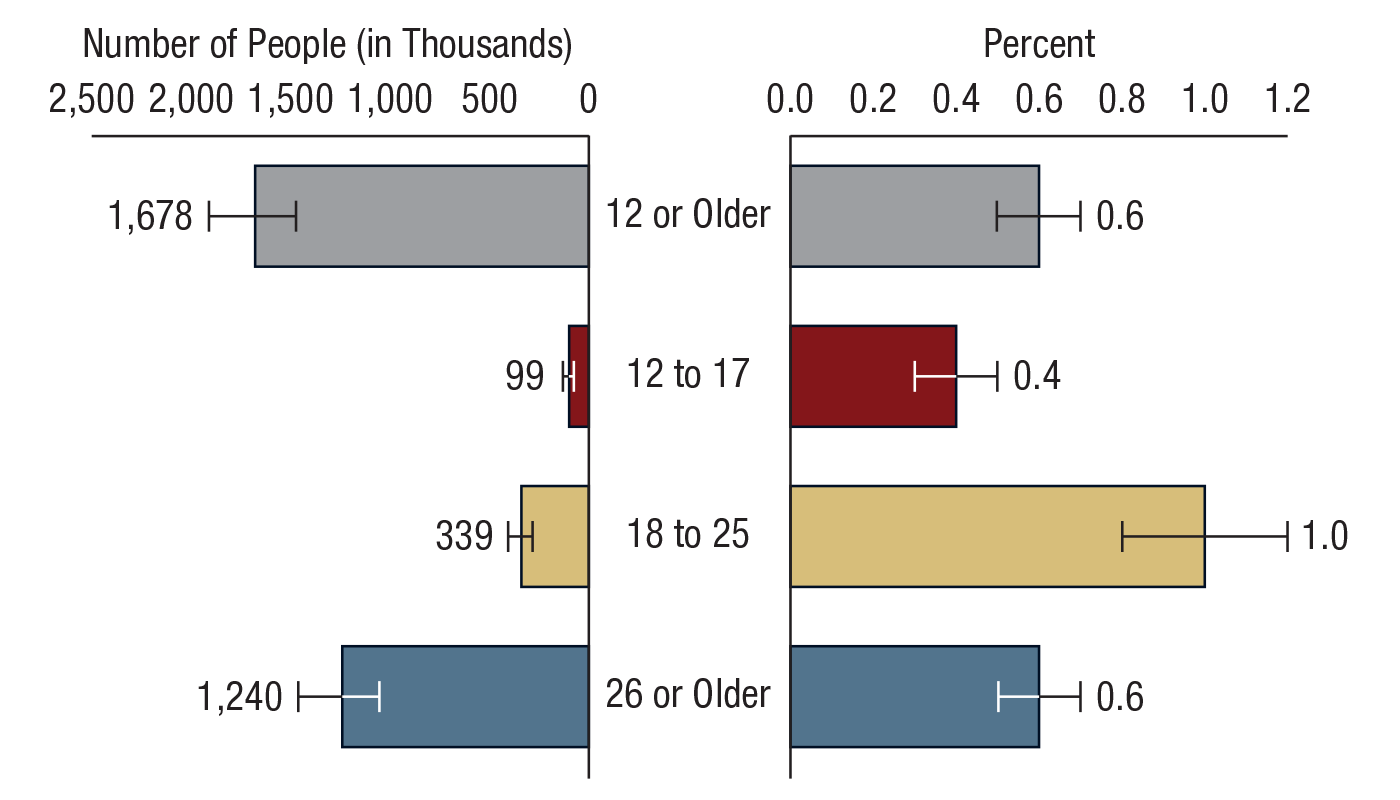 Number of People (in Thousands) Percent
2,500 2,000 1,500 1,000 500 0 0.0 0.2 0.4 0.6 0.8 1.0 1.2
1,678 12 or Older 0.6
99 12 to 17 0.4
339 18 to 25 1.0
1,240 26 or Older 0.6